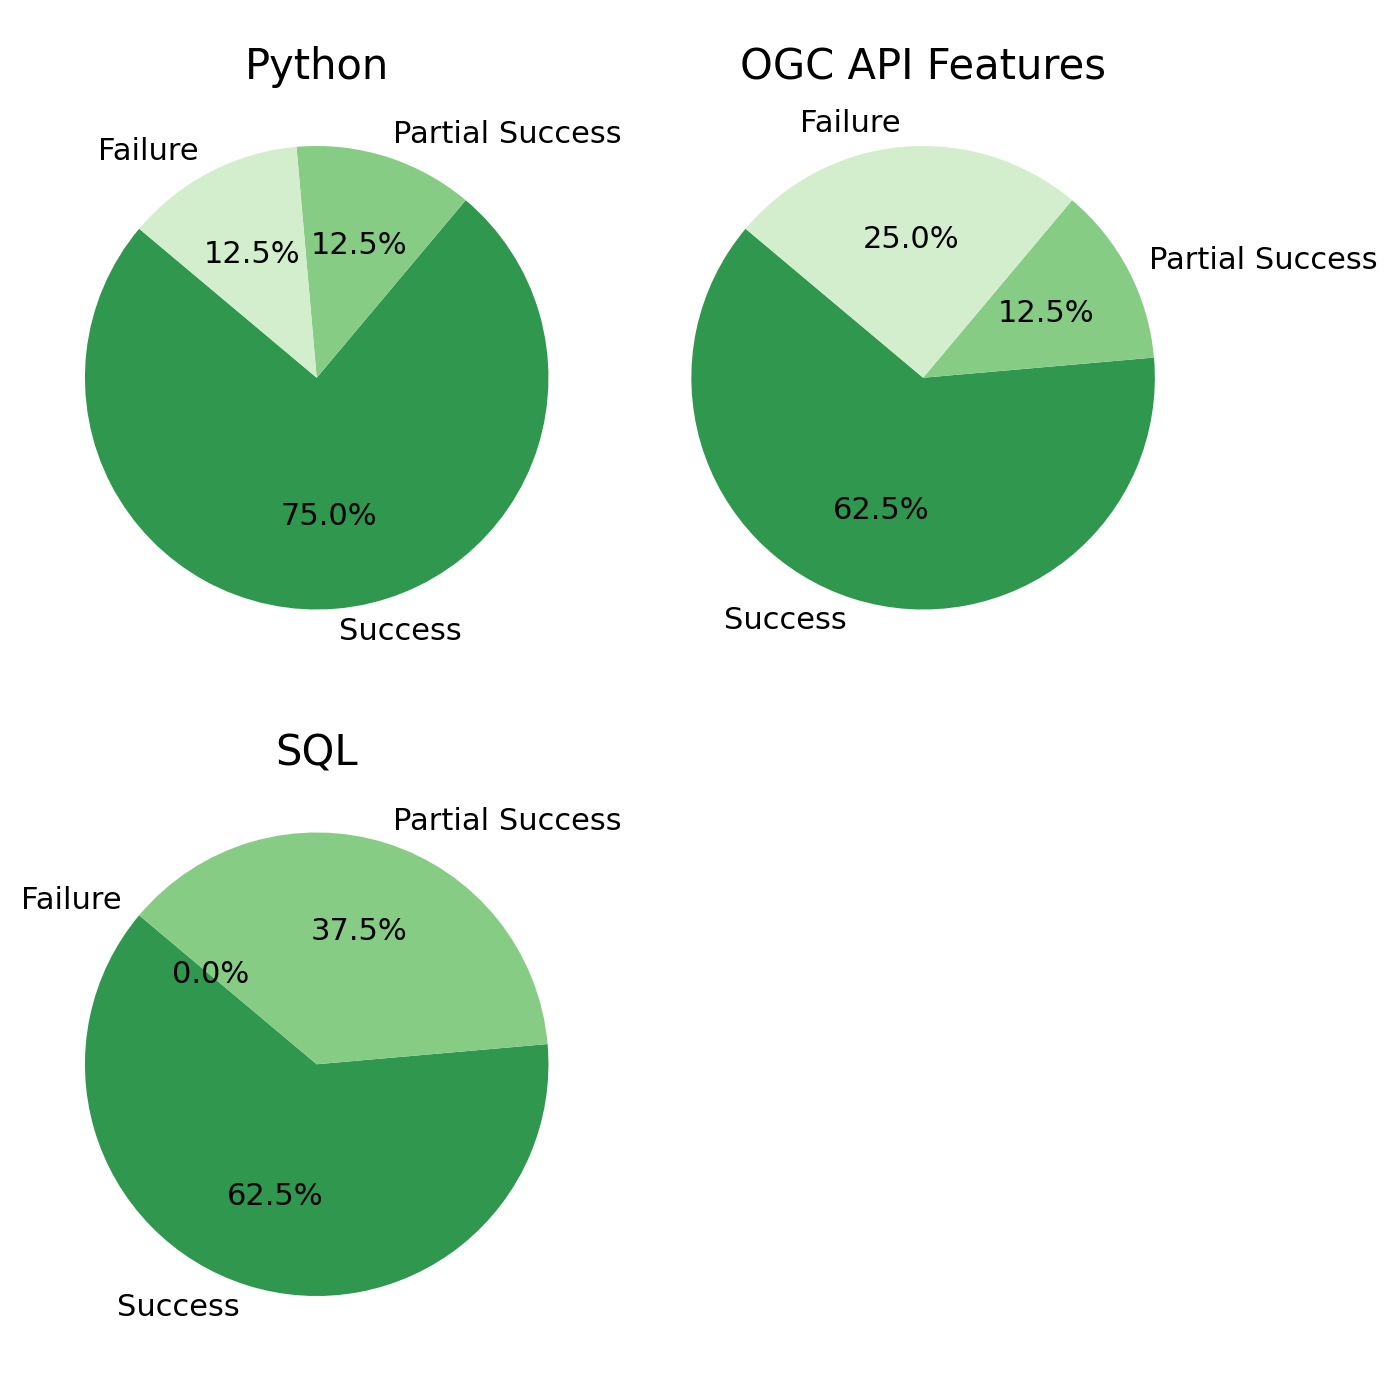 Python
Failure
Partial Success
12.5%
12.5%
75.0%
Success
OGC API Features
Failure
Partial Success
25.0%
12.5%
62.5%
Success
SQL
Partial Success
Failure
37.5%
0.0%
62.5%
Success